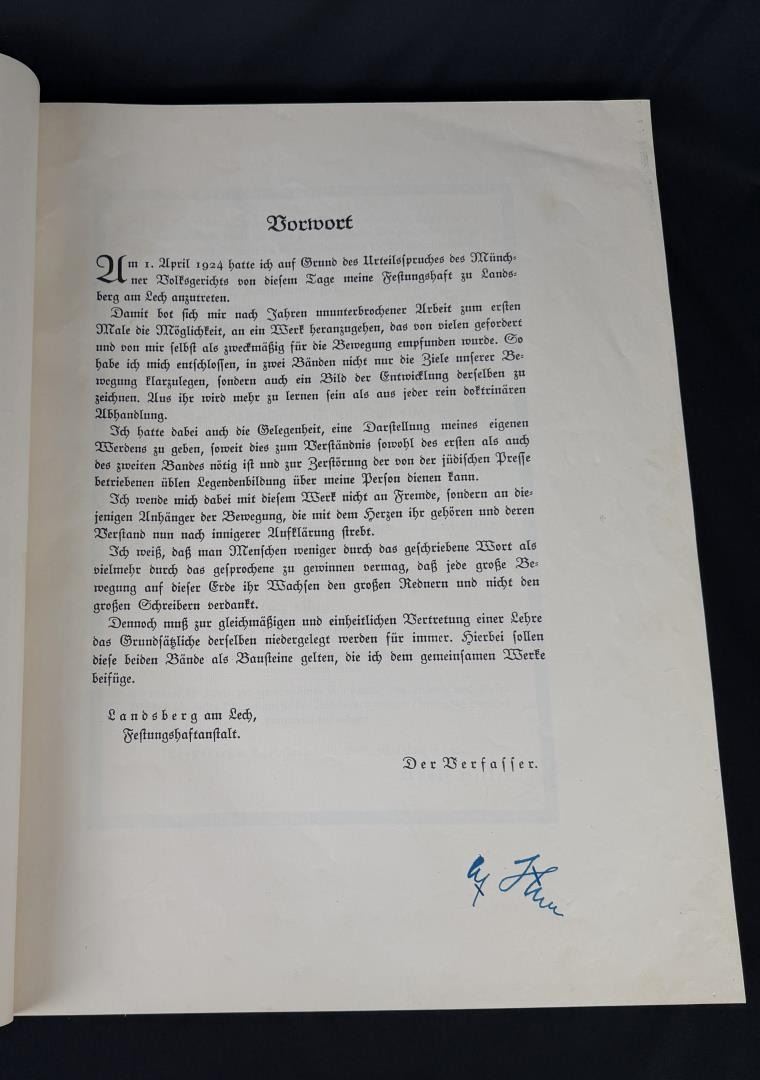 Vorwort
Am 1. April 1924 hatte ich auf Grund des Urteilsspruches des Münch-
ner Volksgerichts von diesem Tage meine Festungshaft zu Lands-
berg am Lech anzutreten.
Damit bot sich mir nach Jahren ununterbrochener Arbeit zum ersten
Male die Möglichkeit, an ein Werk heranzugehen, das von vielen gefordert
und von mir selbst als zweckmäßig für die Bewegung empfunden wurde. So
habe ich mich entschlossen, in zwei Bänden nicht nur die Ziele unserer Be-
wegung klarzulegen, sondern auch ein Bild der Entwicklung derselben zu
zeichnen. Aus ihr wird mehr zu lernen sein als aus jeder rein doktrinären
Abhandlung.
Ich hatte dabei auch die Gelegenheit, eine Darstellung meines eigenen
Werdens zu geben, soweit dies zum Verständnis sowohl des ersten als auch
des zweiten Bandes nötig ist und zur Zerstörung der von der jüdischen Presse
betriebenen üblen Legendenbildung über meine Person dienen kann.
Ich wende mich dabei mit diesem Werk nicht an Fremde, sondern an die-
jenigen Anhänger der Bewegung, die mit dem Herzen ihr gehören und deren
Verstand nun nach innigerer Aufklärung strebt.
Ich weiß, daß man Menschen weniger durch das geschriebene Wort als
vielmehr durch das gesprochene zu gewinnen vermag, daß jede große Be-
wegung auf dieser Erde ihr Wachsen den großen Rednern und nicht den
großen Schreibern verdankt.
Dennoch muß zur gleichmäßigen und einheitlichen Vertretung einer Lehre
das Grundsätzliche derselben niedergelegt werden für immer. Hierbei sollen
diese beiden Bände als Bausteine gelten, die ich dem gemeinsamen Werke
beifüge.
Landsberg am Lech,
Festungshaftanstalt.
Der Verfasser.